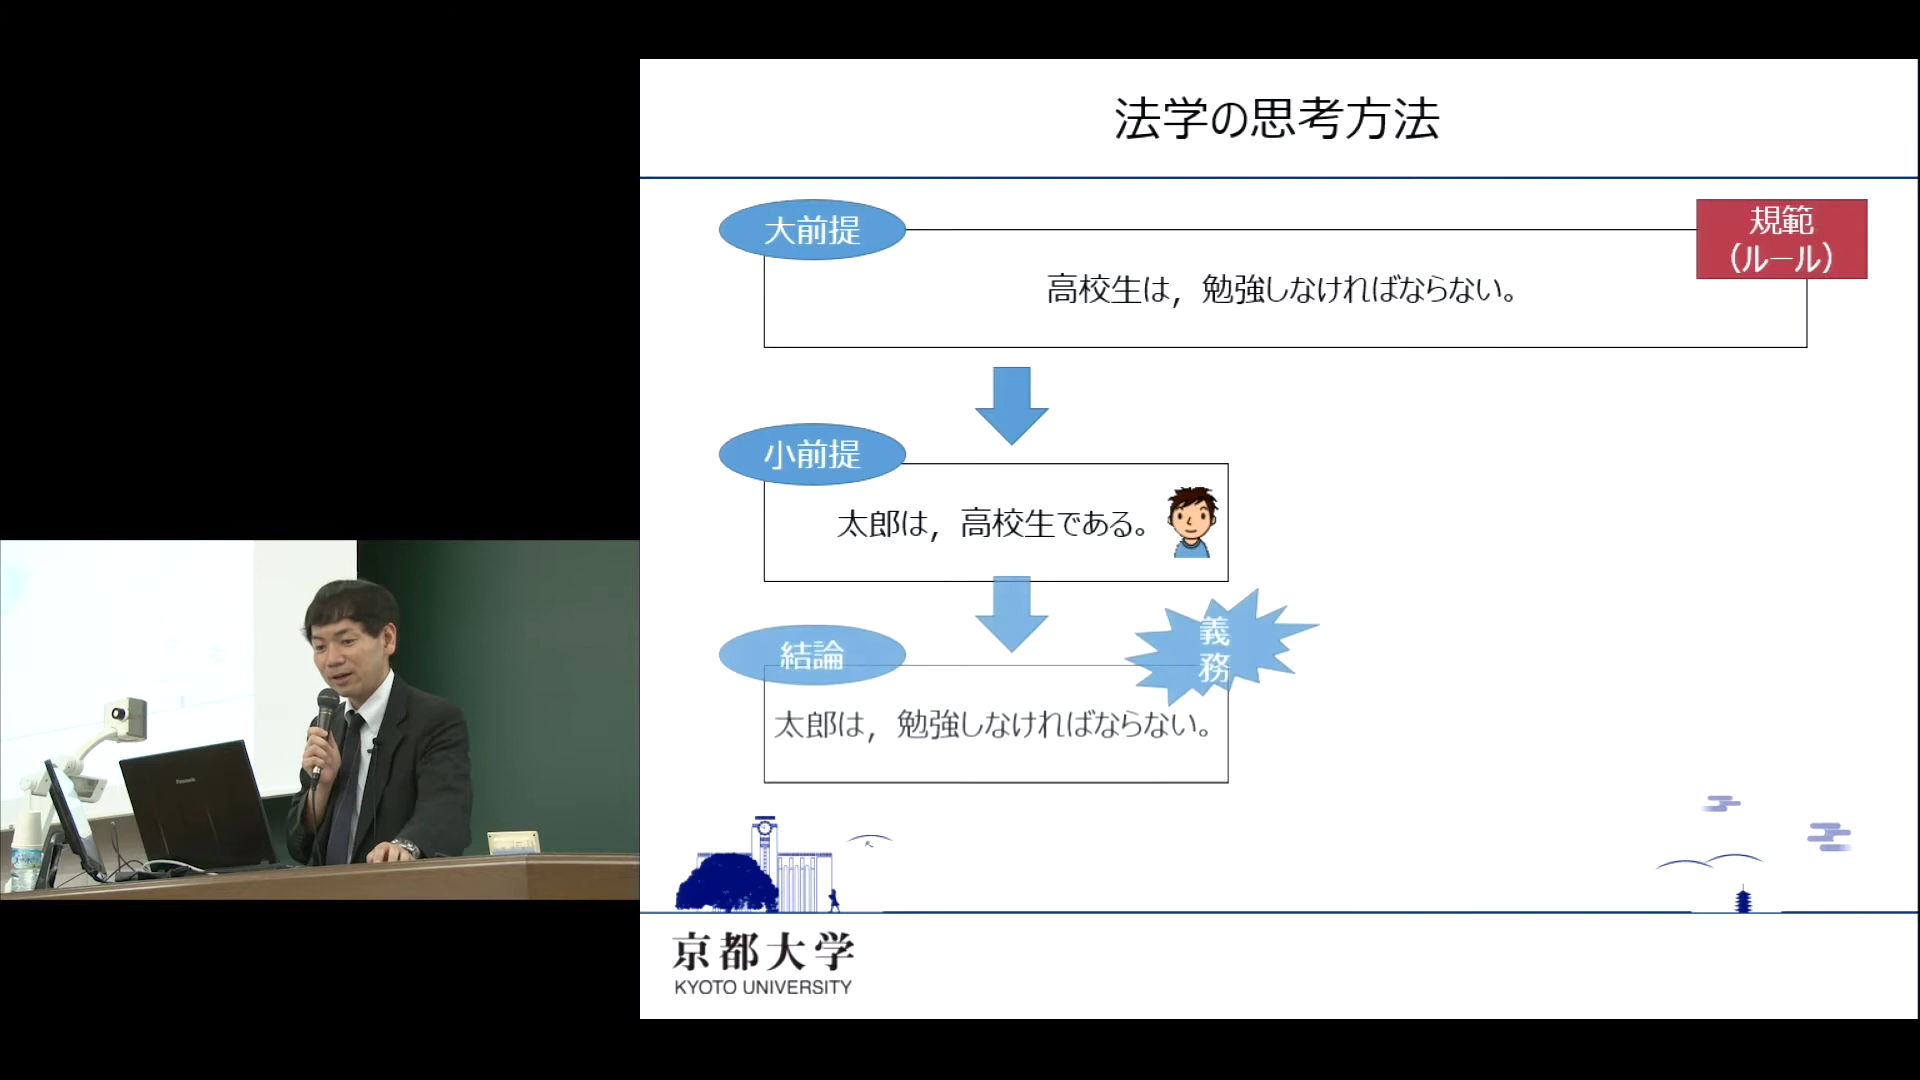 法学の思考方法
大前提
規範
(ルール)
高校生は，勉強しなければならない。
小前提
太郎は，高校生である。
義
務
結論
太郎は，勉強しなければならない。
京都大学
KYOTO UNIVERSITY
Panasonic